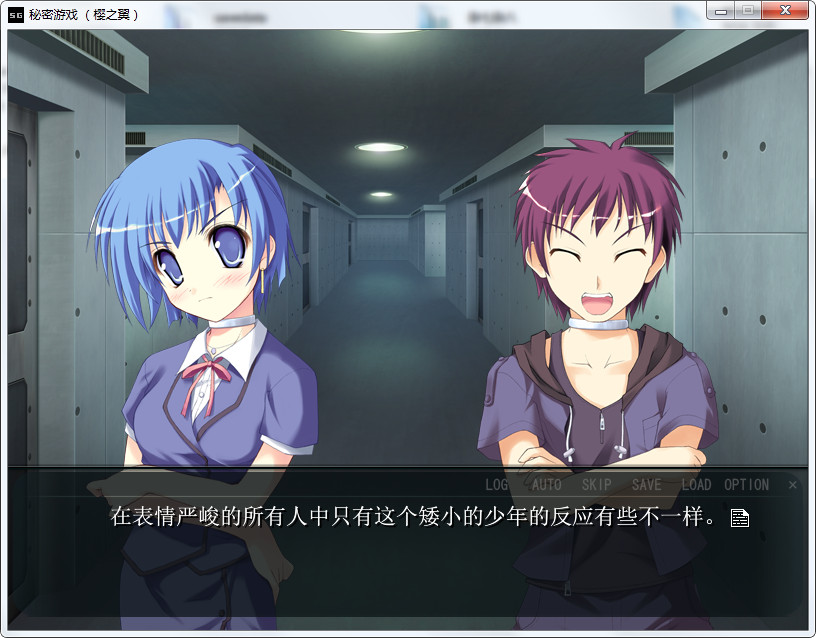 SG 秘密游戏 （樱之翼）
LOG AUTO SKIP SAVE LOAD OPTION ×
在表情严峻的所有人中只有这个矮小的少年的反应有些不一样。